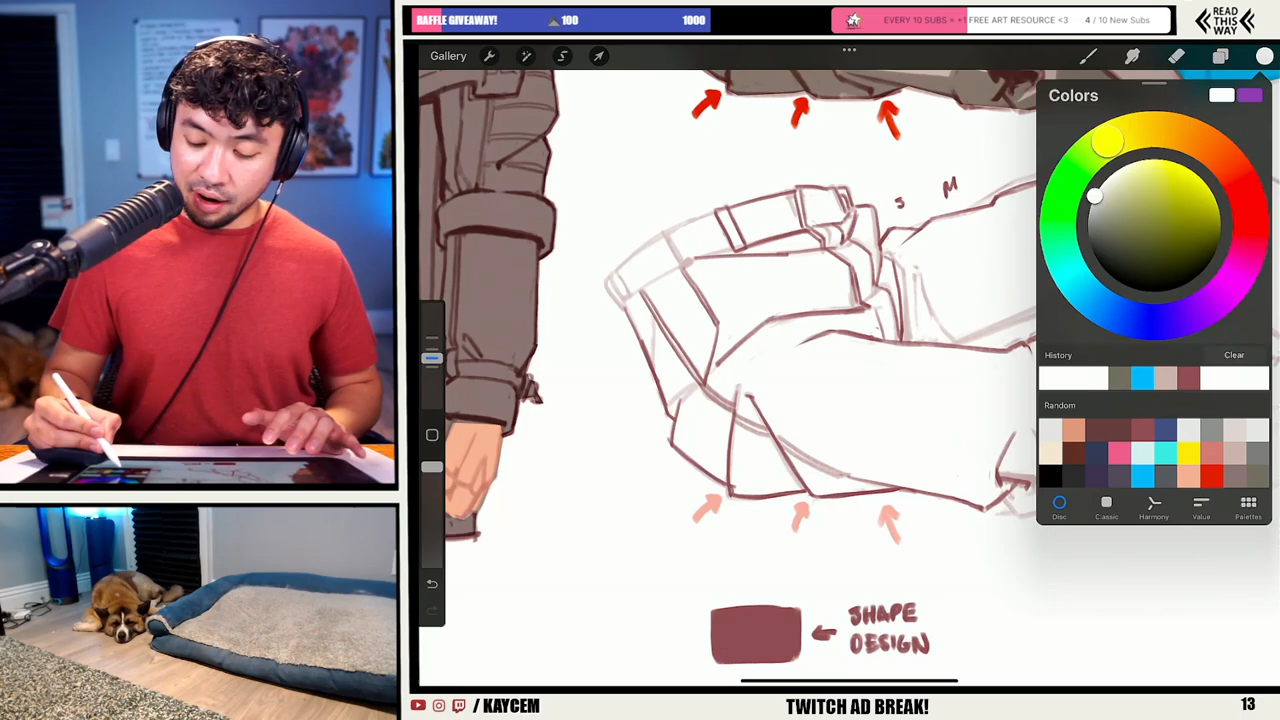 RAFFLE GIVEAWAY!
100
1000
EVERY 10 SUBS = +1 FREE ART RESOURCE <3
4 / 10 New Subs
READ
THIS
WAY
Gallery
Colors
S M
History
Clear
Random
Disc
Classic
Harmony
Value
Palettes
SHAPE
DESIGN
/ KAYCEM
TWITCH AD BREAK!
13